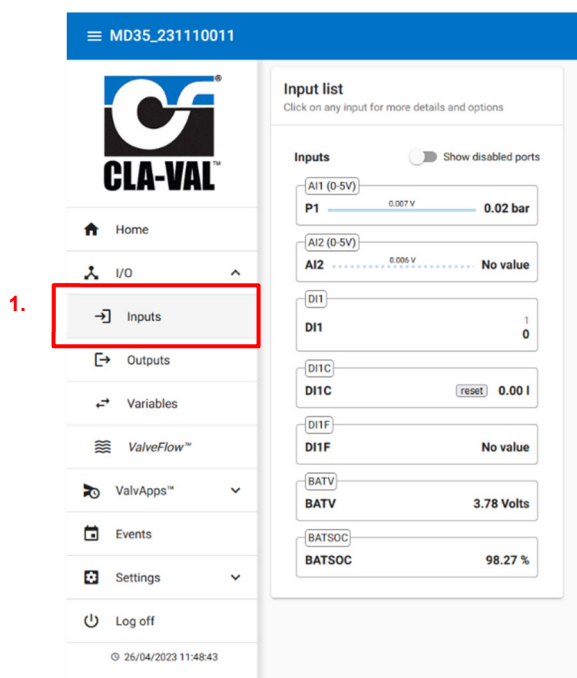 MD35_231110011
®
CLA-VAL™
Home
I/O
1.
Inputs
Outputs
Variables
ValveFlow™
ValvApps™
Events
Settings
Log off
26/04/2023 11:48:43
Input list
Click on any input for more details and options
Inputs Show disabled ports
AI1 (0-5V)
P1 0.007 V 0.02 bar
AI2 (0-5V)
AI2 0.006 V No value
DI1
1
DI1 0
DI1C
DI1C reset 0.00 l
DI1F
DI1F No value
BATV
BATV 3.78 Volts
BATSOC
BATSOC 98.27 %